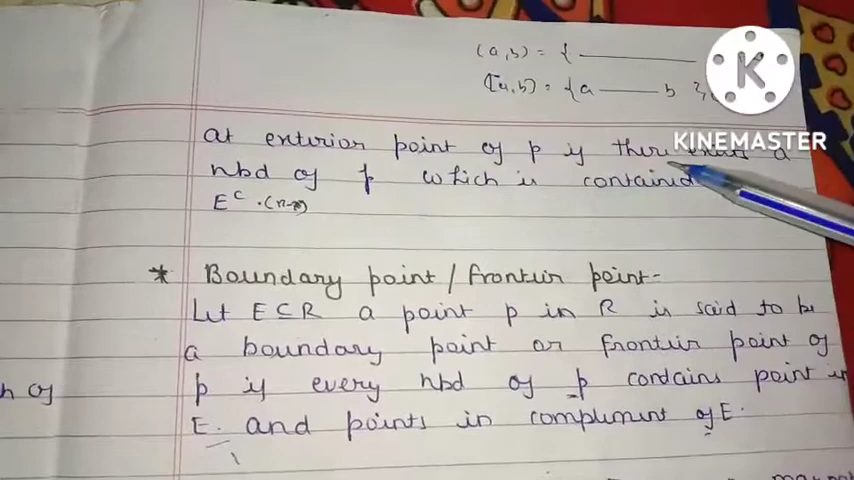 (a,b) = {
[a,b) = {a b }
KINEMASTER
at exterior point of p if there exists a
nbd of p which is contained
E^c
* Boundary point / Frontier point-
Let E ⊆ R a point p in R is said to be
a boundary point or frontier point of
h of
p if every nbd of p contains point in
E. and points in compliment of E.